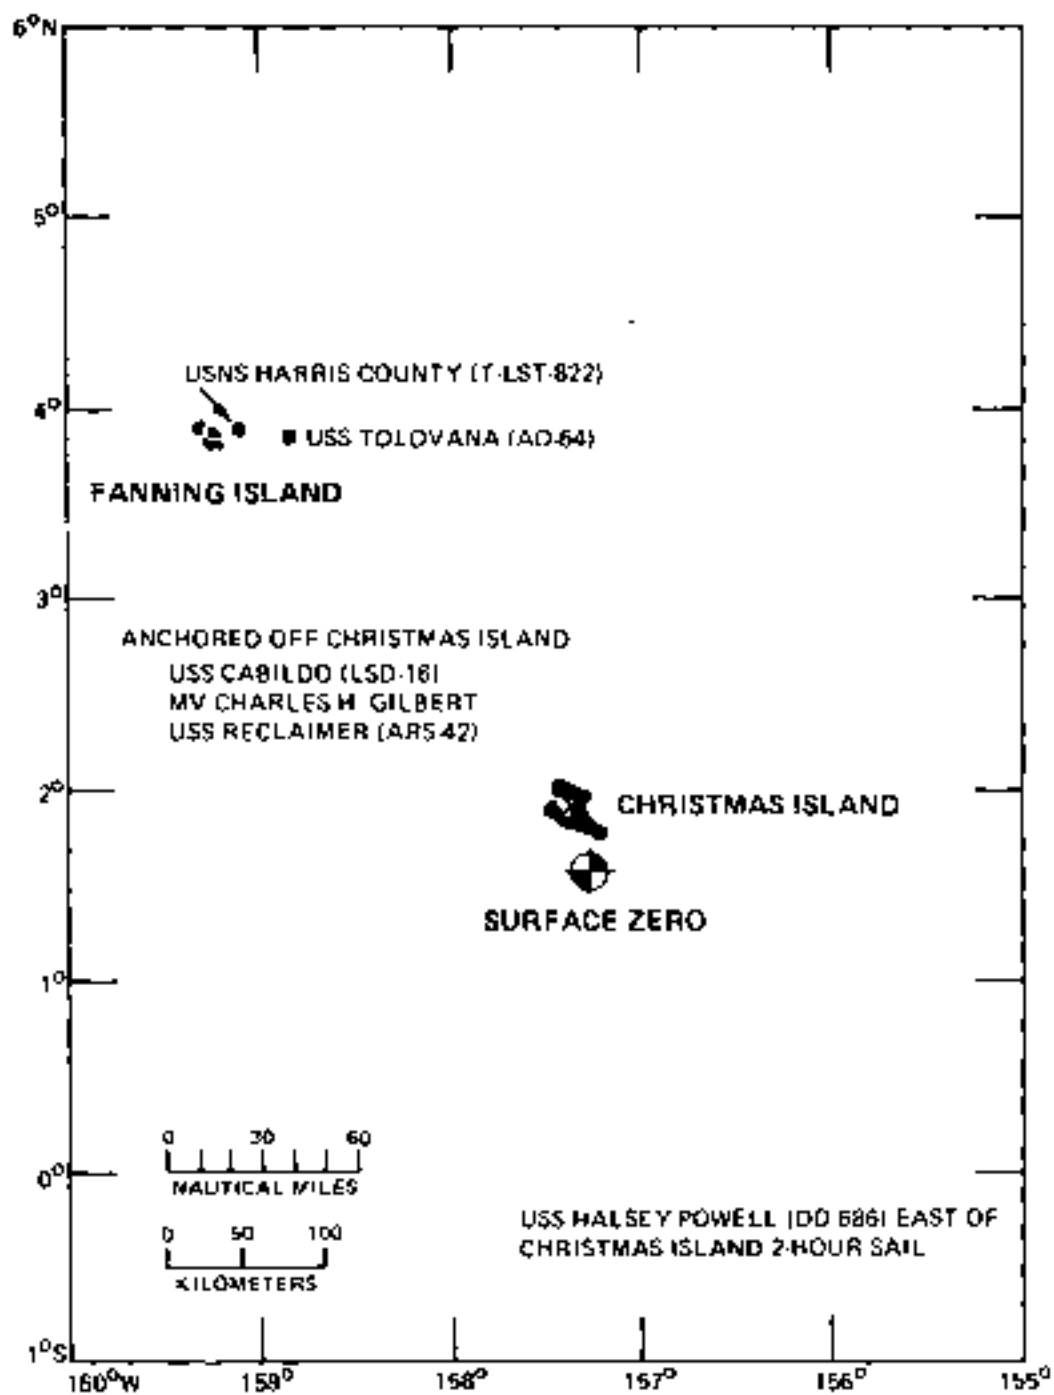 6°N
5°
USNS HARRIS COUNTY (T-LST-822)
4°
USS TOLOVANA (AO-64)
FANNING ISLAND
3°
ANCHORED OFF CHRISTMAS ISLAND
USS CABILDO (LSD-16)
MV CHARLES H GILBERT
USS RECLAIMER (ARS-42)
2°
CHRISTMAS ISLAND
SURFACE ZERO
1°
0 30 60
0°
NAUTICAL MILES
USS HALSEY POWELL (DD 686) EAST OF
CHRISTMAS ISLAND 2-HOUR SAIL
0 50 100
KILOMETERS
1°S
160°W 159° 158° 157° 156° 155°